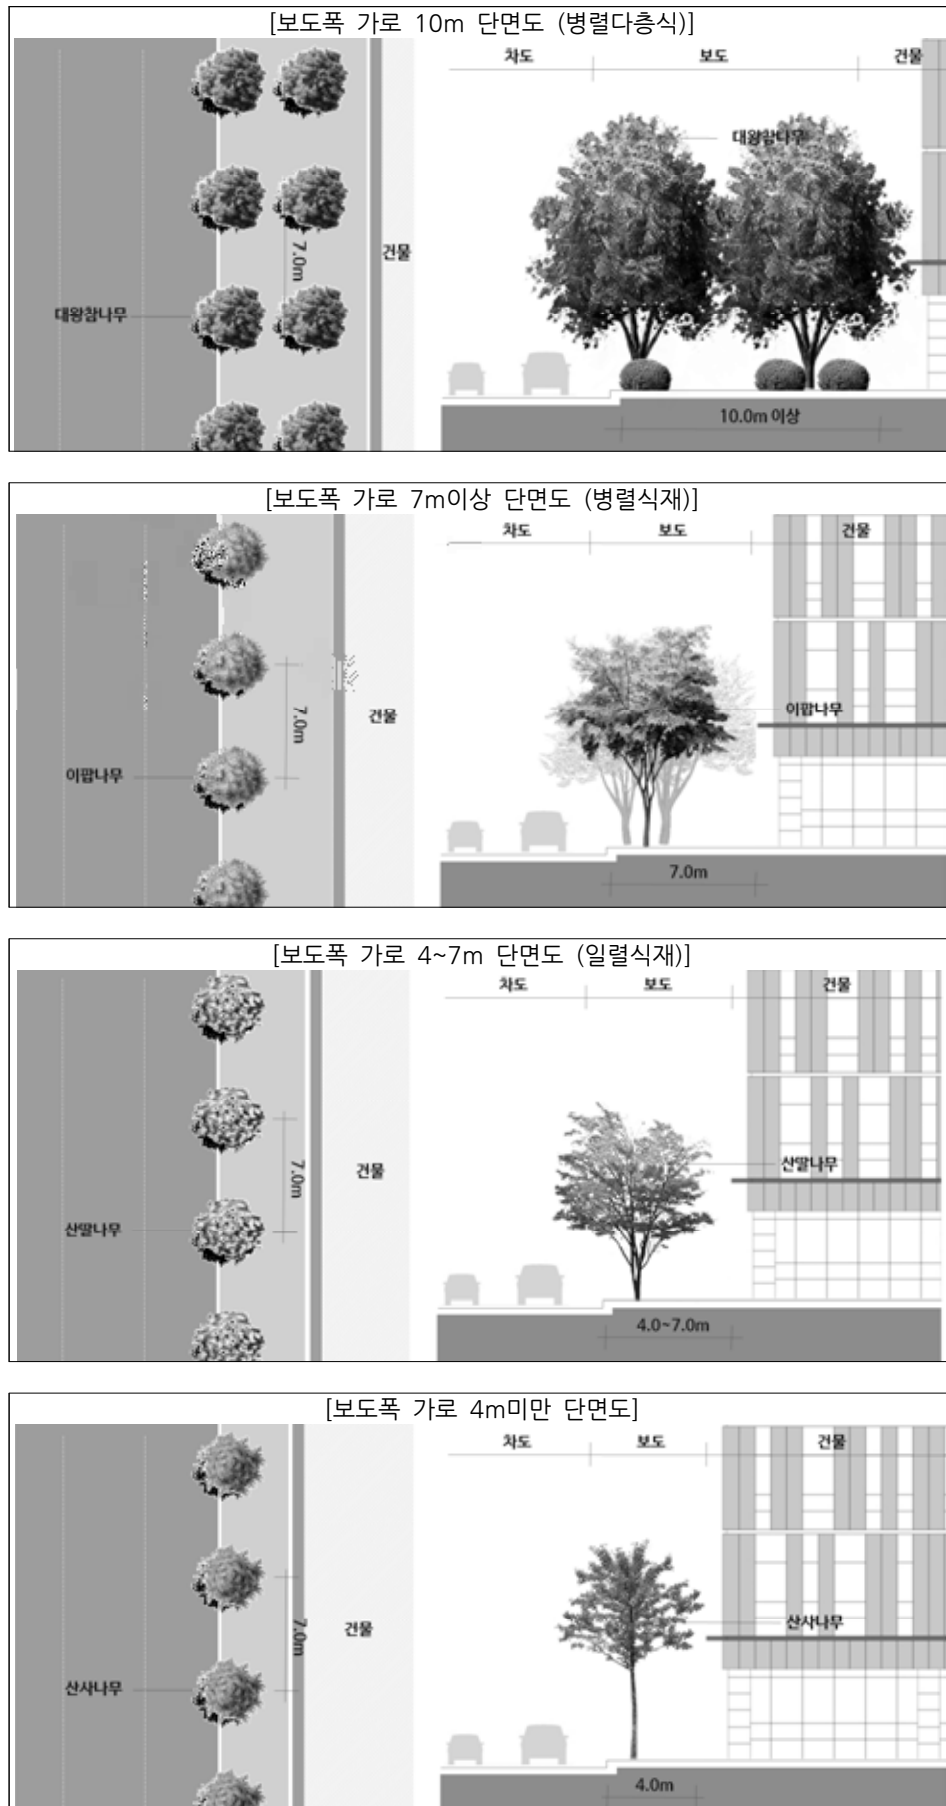 [보도폭 가로 10m 단면도 (병렬다층식)]
차도 보도 건물
대왕참나무
7.0m
건물
대왕참나무
10.0m 이상
[보도폭 가로 7m이상 단면도 (병렬식재)]
차도 보도 건물
7.0m
건물
이팝나무
이팝나무
7.0m
[보도폭 가로 4~7m 단면도 (일렬식재)]
차도 보도 건물
7.0m
건물
산딸나무
산딸나무
4.0~7.0m
[보도폭 가로 4m미만 단면도]
차도 보도 건물
7.0m
건물
산사나무
산사나무
4.0m